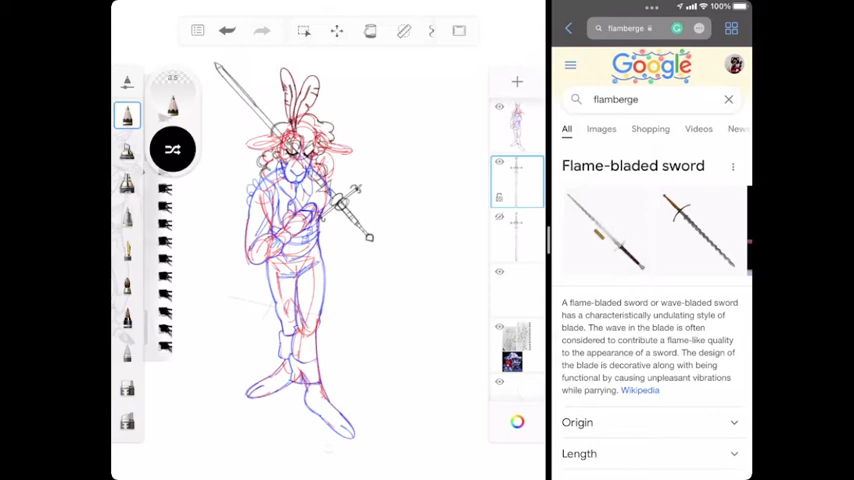 100%
flamberge
2.5
Google
flamberge
All Images Shopping Videos News
Flame-bladed sword
A flame-bladed sword or wave-bladed sword
has a characteristically undulating style of
blade. The wave in the blade is often
considered to contribute a flame-like quality
to the appearance of a sword. The design of
the blade is decorative along with being
functional by causing unpleasant vibrations
while parrying. Wikipedia
Origin
Length